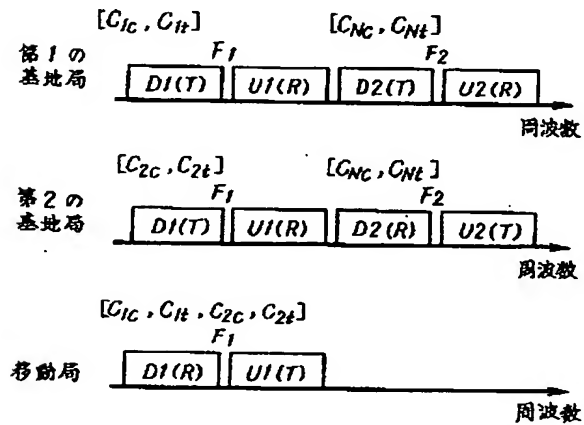 [C1c, C1t] [CNc, CNt]
第1の
基地局
F1 F2
D1(T) U1(R) D2(T) U2(R)
周波数
[C2c, C2t] [CNc, CNt]
第2の
基地局
F1 F2
D1(T) U1(R) D2(R) U2(T)
周波数
[C1c, C1t, C2c, C2t]
F1
移動局
D1(R) U1(T)
周波数